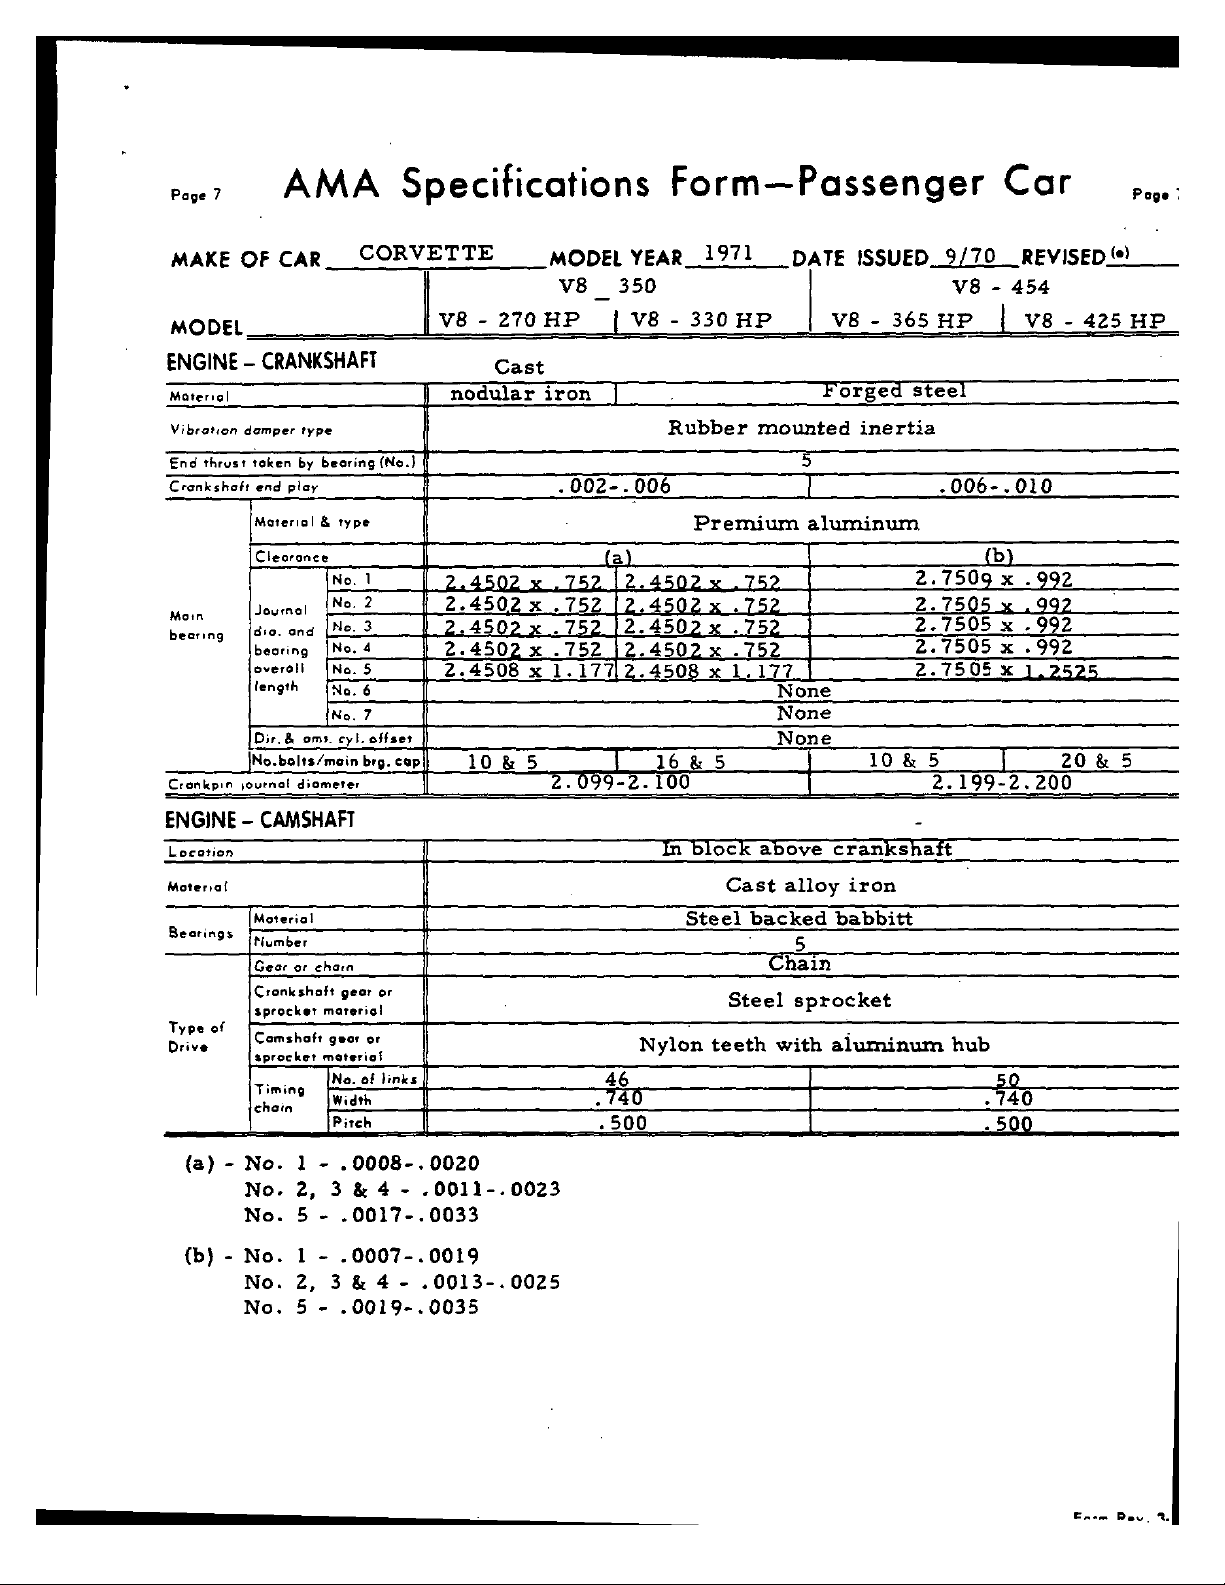 Page 7 AMA Specifications Form—Passenger Car Page
MAKE OF CAR CORVETTE MODEL YEAR 1971 DATE ISSUED 9/70 REVISED (•)
V8 - 350 V8 - 454
MODEL V8 - 270 HP V8 - 330 HP V8 - 365 HP V8 - 425 HP
ENGINE – CRANKSHAFT
Material Cast nodular iron Forged steel
Vibration damper type Rubber mounted inertia
End thrust taken by bearing (No.) 5
Crankshaft end play .002-.006 .006-.010
Main bearing
Material & type Premium aluminum
Clearance (a) (b)
Journal dia. and bearing overall length
No. 1 2.4502 x .752 2.4502 x .752 2.7509 x .992
No. 2 2.4502 x .752 2.4502 x .752 2.7505 x .992
No. 3 2.4502 x .752 2.4502 x .752 2.7505 x .992
No. 4 2.4502 x .752 2.4502 x .752 2.7505 x .992
No. 5 2.4508 x 1.177 2.4508 x 1.177 2.7505 x 1.2525
No. 6 None
No. 7 None
Dir. & amt. cyl. offset None
No. bolts/main brg. cap 10 & 5 16 & 5 10 & 5 20 & 5
Crankpin journal diameter 2.099-2.100 2.199-2.200
ENGINE – CAMSHAFT
Location In block above crankshaft
Material Cast alloy iron
Bearings
Material Steel backed babbitt
Number 5
Type of Drive
Gear or chain Chain
Crankshaft gear or sprocket material Steel sprocket
Camshaft gear or sprocket material Nylon teeth with aluminum hub
Timing chain
No. of links 46 50
Width .740 .740
Pitch .500 .500
(a) - No. 1 - .0008-.0020
No. 2, 3 & 4 - .0011-.0023
No. 5 - .0017-.0033
(b) - No. 1 - .0007-.0019
No. 2, 3 & 4 - .0013-.0025
No. 5 - .0019-.0035
Form Rev. 3-